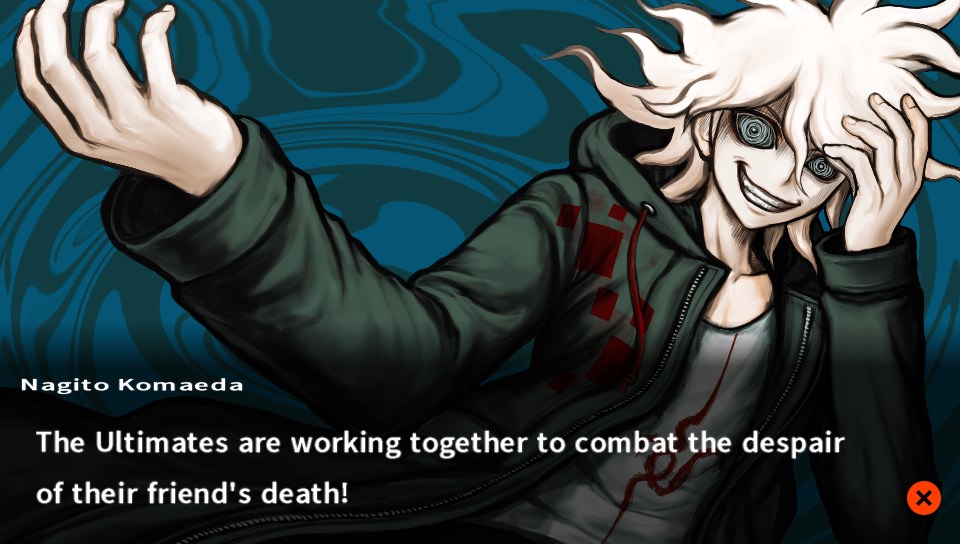 Nagito Komaeda
The Ultimates are working together to combat the despair
of their friend's death!